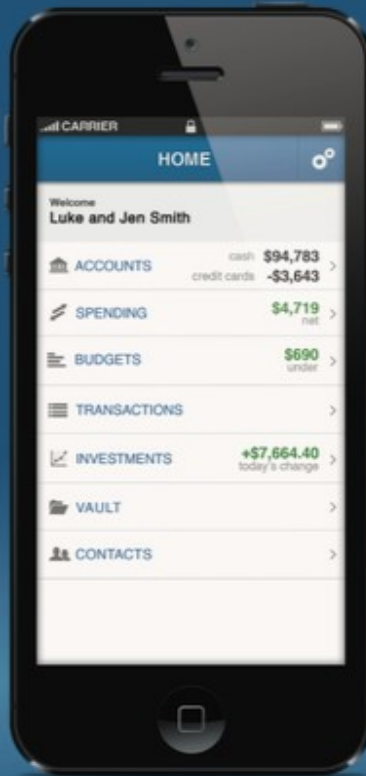 CARRIER
HOME
Welcome
Luke and Jen Smith
ACCOUNTS cash $94,783
credit cards -$3,643
SPENDING $4,719
net
BUDGETS $690
under
TRANSACTIONS
INVESTMENTS +$7,664.40
today's change
VAULT
CONTACTS